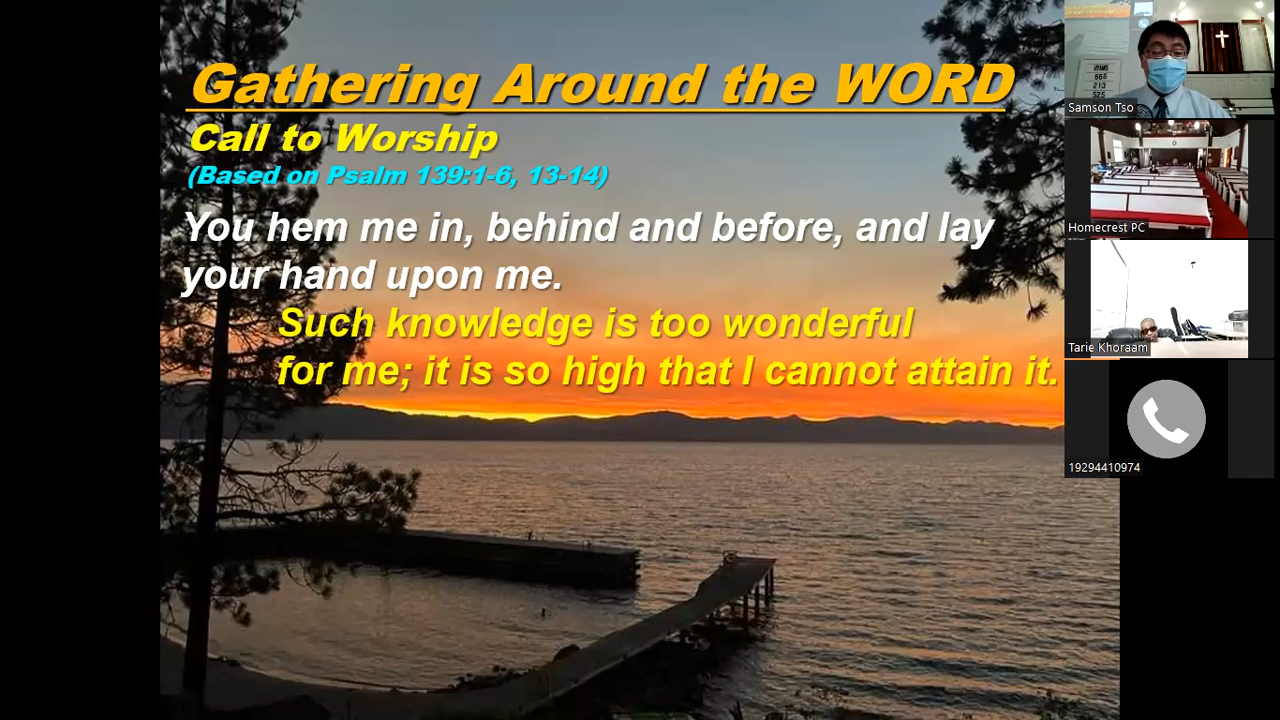 Gathering Around the WORD
Call to Worship
(Based on Psalm 139:1-6, 13-14)
You hem me in, behind and before, and lay
your hand upon me.
Such knowledge is too wonderful
for me; it is so high that I cannot attain it.
Samson Tso
Homecrest PC
Tarie Khoraam
19294410974